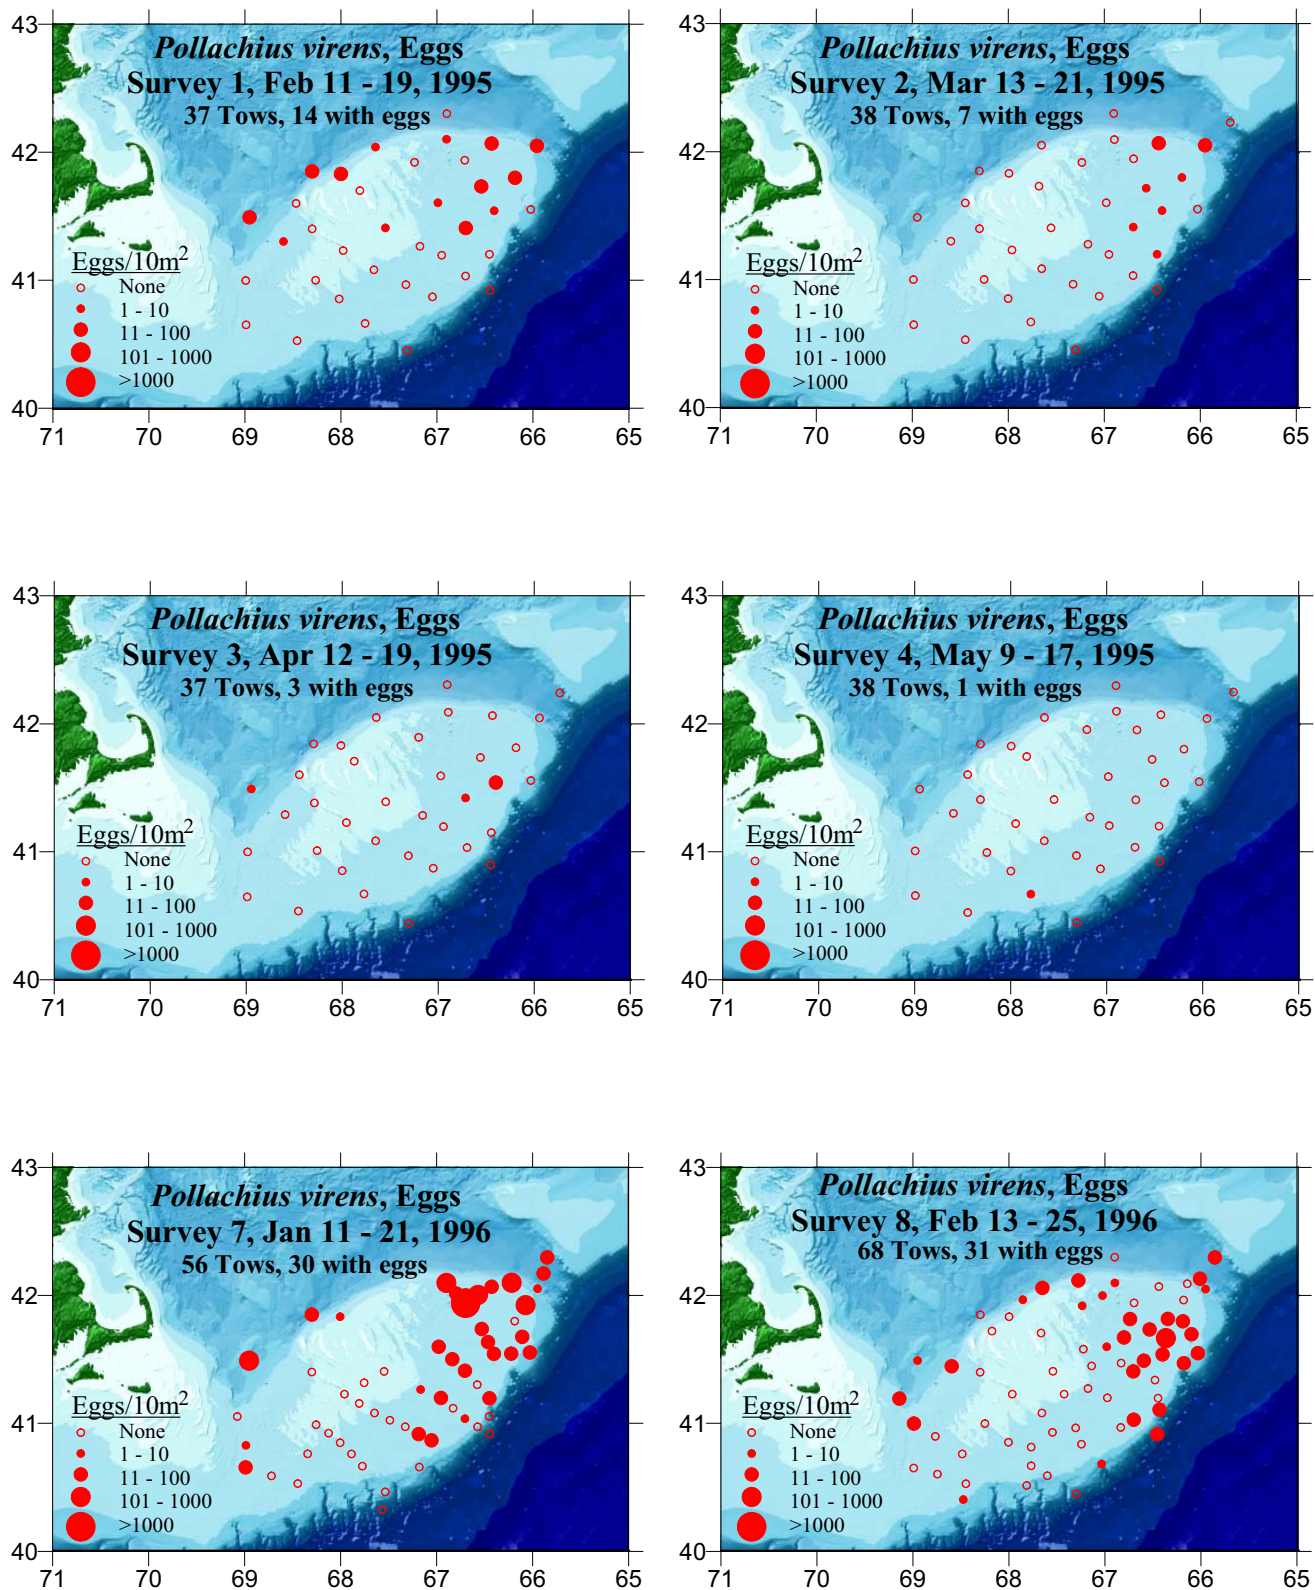 Pollachius virens, Eggs
Survey 1, Feb 11 - 19, 1995
37 Tows, 14 with eggs
Eggs/10m2
None
1 - 10
11 - 100
101 - 1000
>1000
43
42
41
40
71 70 69 68 67 66 65
Pollachius virens, Eggs
Survey 2, Mar 13 - 21, 1995
38 Tows, 7 with eggs
Eggs/10m2
None
1 - 10
11 - 100
101 - 1000
>1000
43
42
41
40
71 70 69 68 67 66 65
Pollachius virens, Eggs
Survey 3, Apr 12 - 19, 1995
37 Tows, 3 with eggs
Eggs/10m2
None
1 - 10
11 - 100
101 - 1000
>1000
43
42
41
40
71 70 69 68 67 66 65
Pollachius virens, Eggs
Survey 4, May 9 - 17, 1995
38 Tows, 1 with eggs
Eggs/10m2
None
1 - 10
11 - 100
101 - 1000
>1000
43
42
41
40
71 70 69 68 67 66 65
Pollachius virens, Eggs
Survey 7, Jan 11 - 21, 1996
56 Tows, 30 with eggs
Eggs/10m2
None
1 - 10
11 - 100
101 - 1000
>1000
43
42
41
40
71 70 69 68 67 66 65
Pollachius virens, Eggs
Survey 8, Feb 13 - 25, 1996
68 Tows, 31 with eggs
Eggs/10m2
None
1 - 10
11 - 100
101 - 1000
>1000
43
42
41
40
71 70 69 68 67 66 65